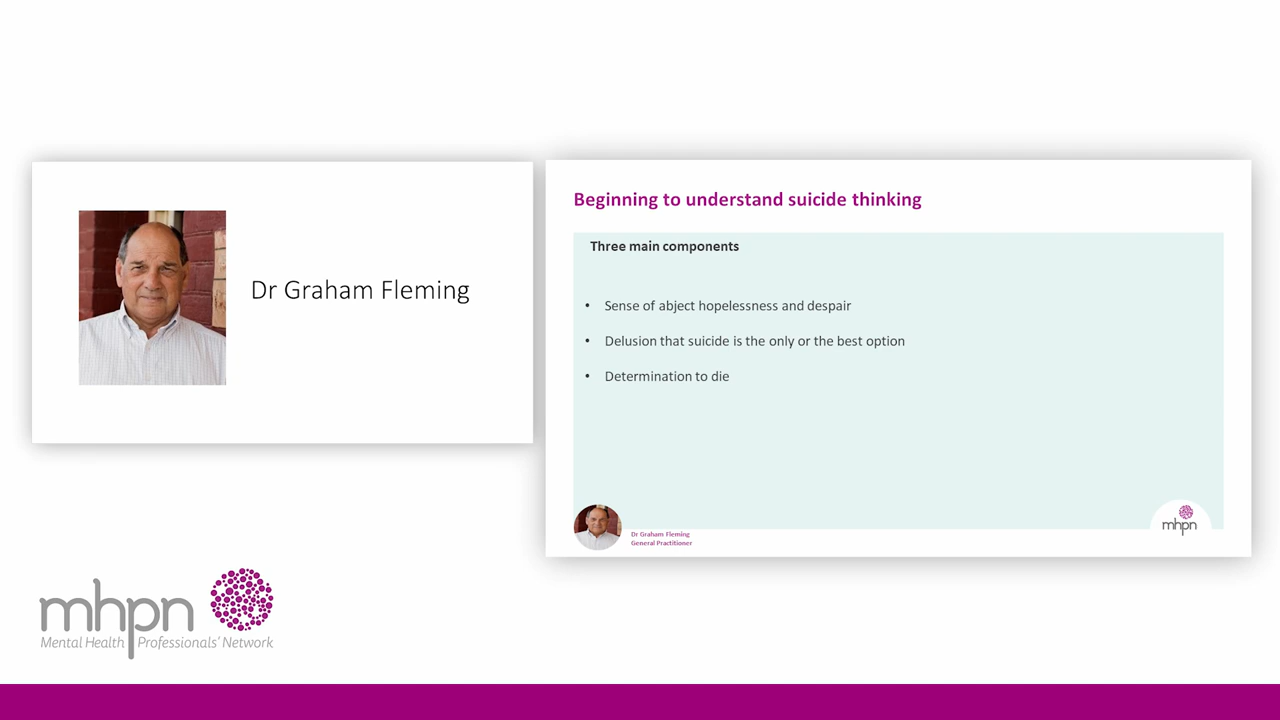 Dr Graham Fleming
Beginning to understand suicide thinking
Three main components
• Sense of abject hopelessness and despair
• Delusion that suicide is the only or the best option
• Determination to die
Dr Graham Fleming
General Practitioner
mhpn
mhpn
Mental Health Professionals' Network